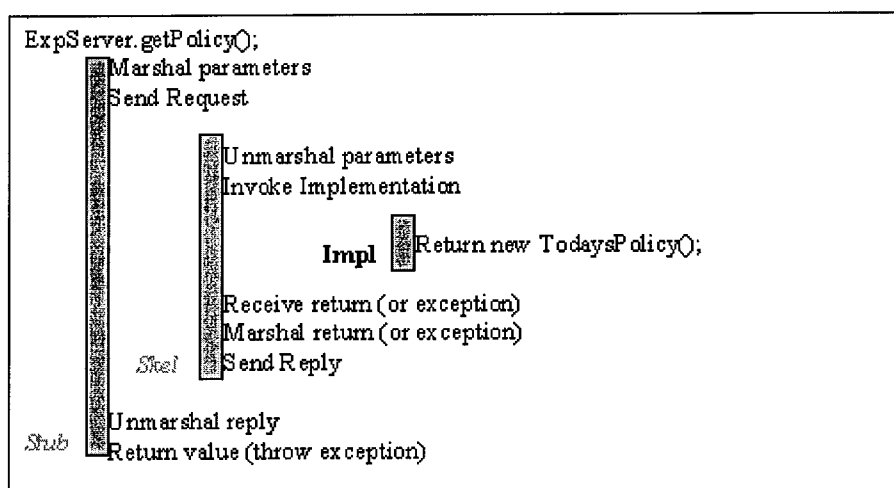 ExpServer.getPolicy();
Marshal parameters
Send Request
Unmarshal parameters
Invoke Implementation
Impl
Return new TodaysPolicy();
Receive return (or exception)
Marshal return (or exception)
Skel
Send Reply
Unmarshal reply
Stub
Return value (throw exception)